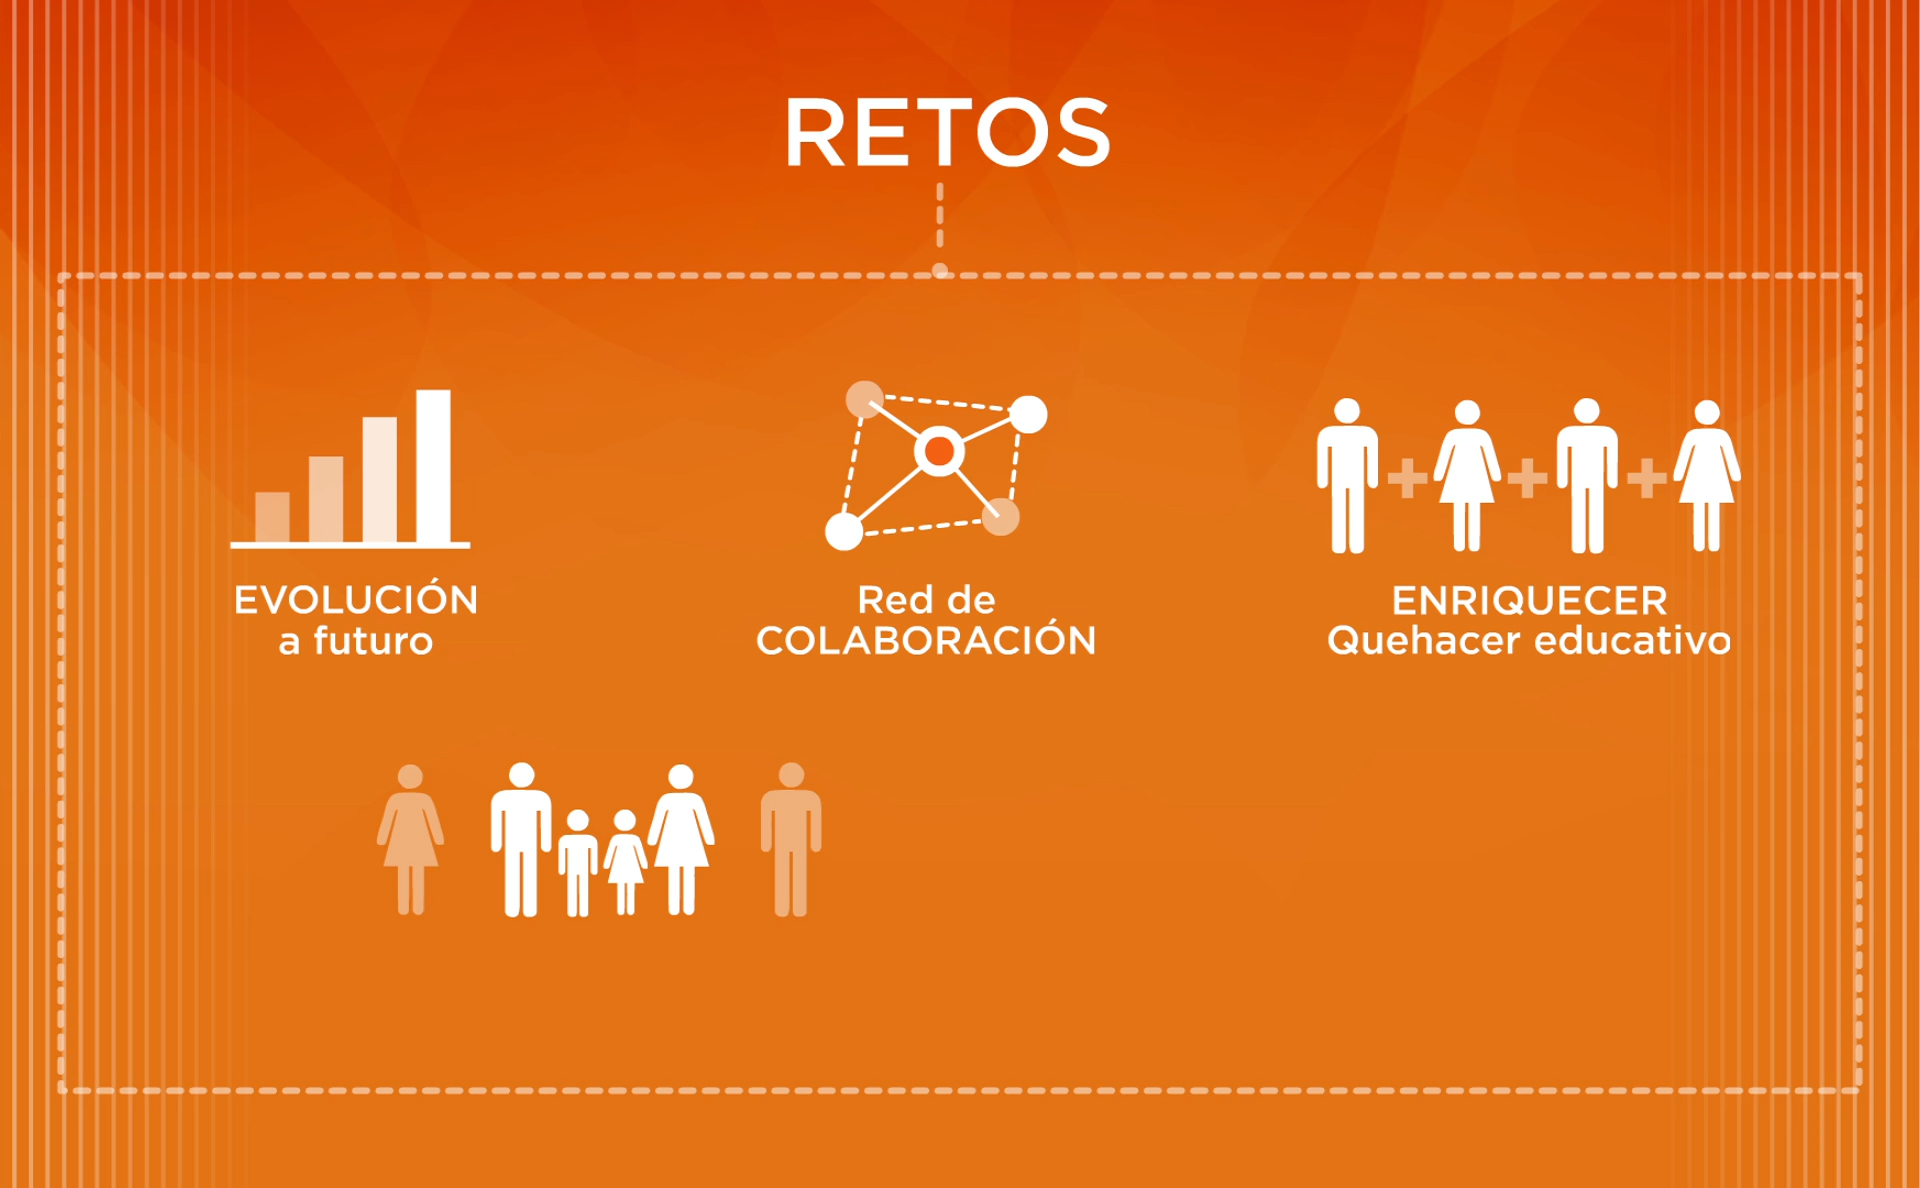 RETOS
EVOLUCIÓN
a futuro
Red de
COLABORACIÓN
ENRIQUECER
Quehacer educativo